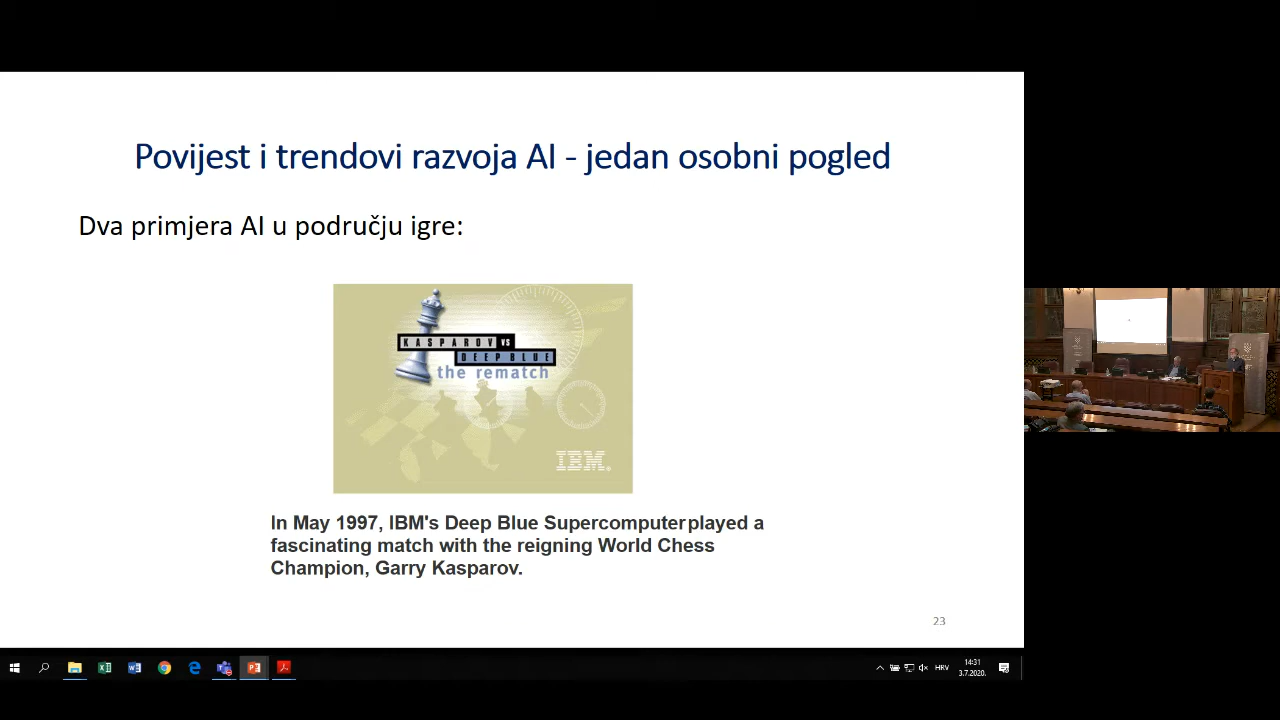 Povijest i trendovi razvoja AI - jedan osobni pogled
Dva primjera AI u području igre:
KASPAROV VS
DEEP BLUE
the rematch
IBM.
In May 1997, IBM's Deep Blue Supercomputerplayed a
fascinating match with the reigning World Chess
Champion, Garry Kasparov.
23
HRV
14:31
3.7.2020.